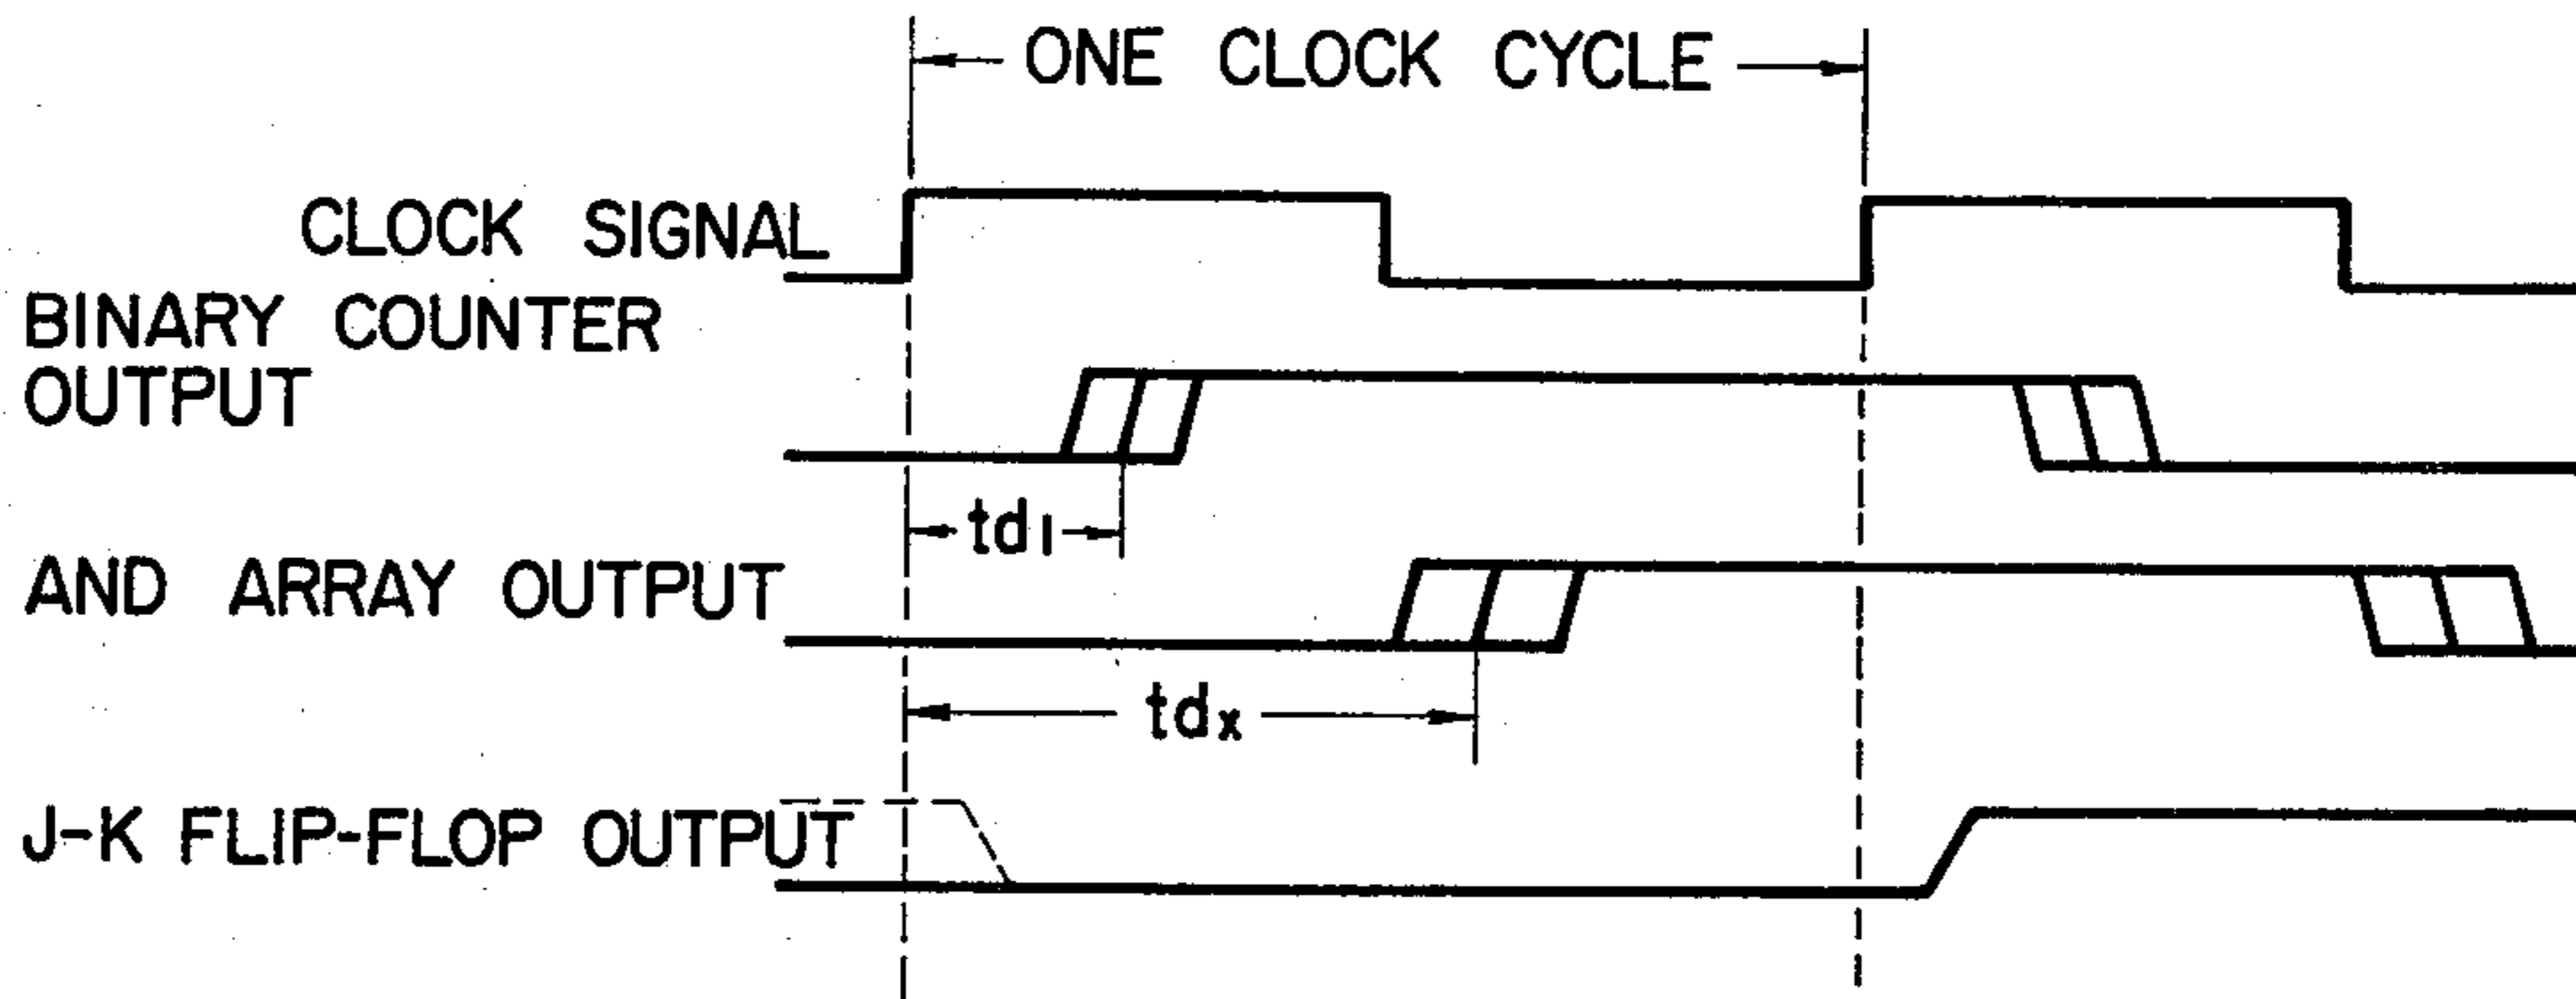 ONE CLOCK CYCLE
CLOCK SIGNAL
BINARY COUNTER
OUTPUT
td1
AND ARRAY OUTPUT
tdx
J-K FLIP-FLOP OUTPUT